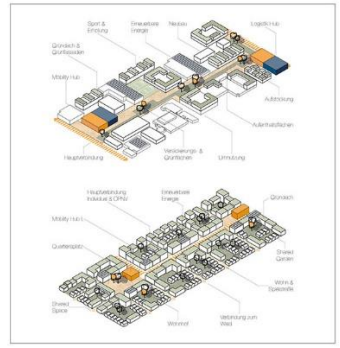 Sport &
Erholung
Erneuerbare
Energie
Neubau
Logistik-Hub
Gründach &
Grünfassaden
Mobility Hub
Aufstockung
Aufenthaltsflächen
Hauptverbindung
Versickerungs- &
Grünflächen
Umnutzung
Hauptverbindung
Individual & ÖPNV
Erneuerbare
Energie
Gründach
Mobility Hub
Quartiersplatz
Shared
Garden
Wohn &
Spielstraße
Shared
Space
Wohnhof
Verbindung zum
Wald